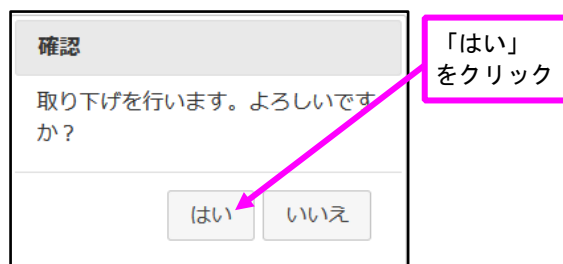 確認
取り下げを行います。よろしいです
か？
はい
いいえ
「はい」
をクリック